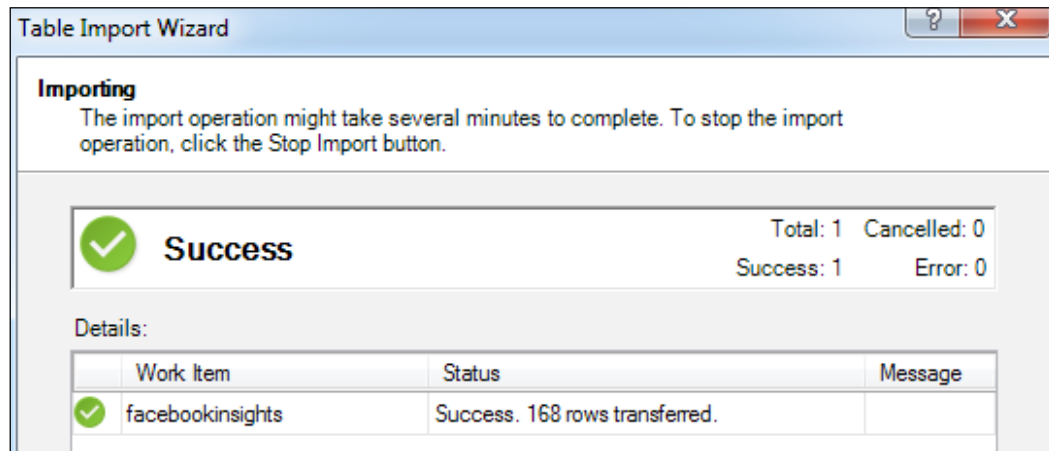 Table Import Wizard
Importing
The import operation might take several minutes to complete. To stop the import
operation, click the Stop Import button.
Success
Total: 1 Cancelled: 0
Success: 1 Error: 0
Details:
Work Item Status Message
facebookinsights Success. 168 rows transferred.